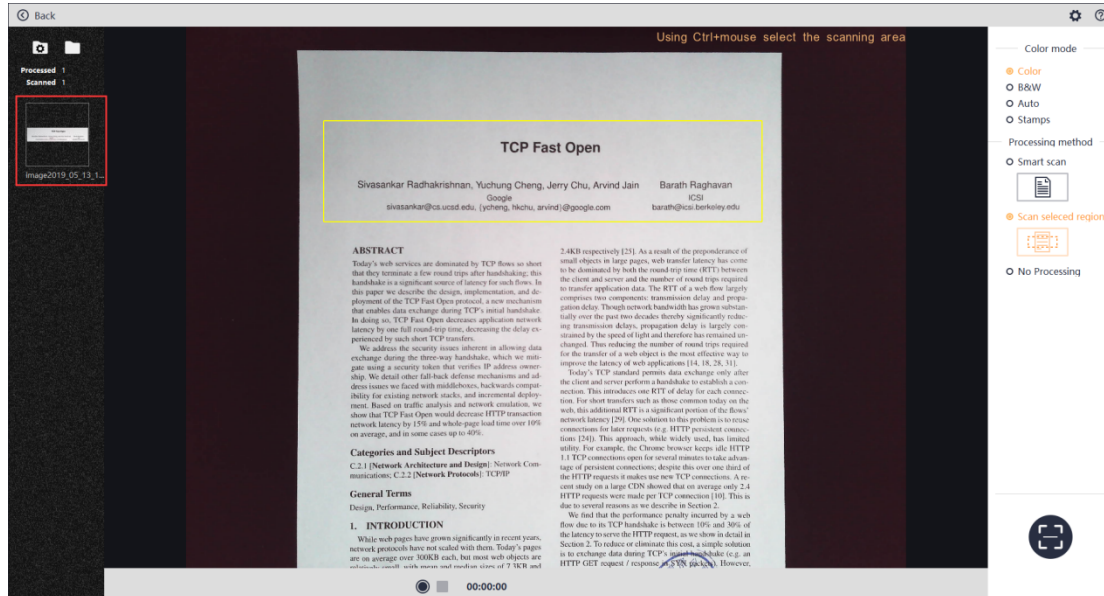 Back
Using Ctrl+mouse select the scanning area
Processed 1
Scanned 1
image2019_05_13_1...
TCP Fast Open
Sivasankar Radhakrishnan, Yuchung Cheng, Jerry Chu, Arvind Jain
Google
sivasankar@cs.ucsd.edu, {ycheng, hkchu, arvind}@google.com
Barath Raghavan
ICSI
barath@icsi.berkeley.edu
ABSTRACT
Today's web services are dominated by TCP flows so short
that they terminate a few round trips after handshaking; this
handshake is a significant source of latency for such flows. In
this paper we describe the design, implementation, and de-
ployment of the TCP Fast Open protocol, a new mechanism
that enables data exchange during TCP's initial handshake.
In doing so, TCP Fast Open decreases application network
latency by one full round-trip time, decreasing the delay ex-
perienced by such short TCP transfers.
We address the security issues inherent in allowing data
exchange during the three-way handshake, which we miti-
gate using a security token that verifies IP address owner-
ship. We detail other fall-back defense mechanisms and ad-
dress issues we faced with middleboxes, backwards compat-
ibility for existing network stacks, and incremental deploy-
ment. Based on traffic analysis and network emulation, we
show that TCP Fast Open would decrease HTTP transaction
network latency by 15% and whole-page load time over 10%
on average, and in some cases up to 40%.
Categories and Subject Descriptors
C.2.1 [Network Architecture and Design]: Network Com-
munications; C.2.2 [Network Protocols]: TCP/IP
General Terms
Design, Performance, Reliability, Security
1. INTRODUCTION
While web pages have grown significantly in recent years,
network protocols have not scaled with them. Today's pages
are on average over 300KB each, but most web objects are
relatively small, with mean and median sizes of 7.3KB and
2.4KB respectively [23]. As a result of the preponderance of
small objects in large pages, web transfer latency has come
to be dominated by both the round-trip time (RTT) between
the client and server and the number of round trips required
to transfer application data. The RTT of a web flow largely
comprises two components: transmission delay and propa-
gation delay. Though network bandwidth has grown substan-
tially over the past two decades thereby significantly reduc-
ing transmission delays, propagation delay is largely con-
strained by the speed of light and therefore has remained un-
changed. Thus reducing the number of round trips required
for the transfer of a web object is the most effective way to
improve the latency of web applications [14, 18, 28, 31].
Today's TCP standard permits data exchange only after
the client and server perform a handshake to establish a con-
nection. This introduces one RTT of delay for each connec-
tion. For short transfers such as those common today on the
web, this additional RTT is a significant portion of the flows'
network latency [29]. One solution to this problem is to reuse
connections for later requests (e.g. HTTP persistent connec-
tions [24]). This approach, while widely used, has limited
utility. For example, the Chrome browser keeps idle HTTP
1.1 TCP connections open for several minutes to take advan-
tage of persistent connections; despite this over one third of
the HTTP requests it makes use new TCP connections. A re-
cent study on a large CDN showed that on average only 2.4
HTTP requests were made per TCP connection [10]. This is
due to several reasons as we describe in Section 2.
We find that the performance penalty incurred by a web
flow due to its TCP handshake is between 10% and 30% of
the latency to serve the HTTP request, as we show in detail in
Section 2. To reduce or eliminate this cost, a simple solution
is to exchange data during TCP's initial handshake (e.g. an
HTTP GET request / response in SYN packets). However,
Color mode
Color
B&W
Auto
Stamps
Processing method
Smart scan
Scan seleced region
No Processing
00:00:00